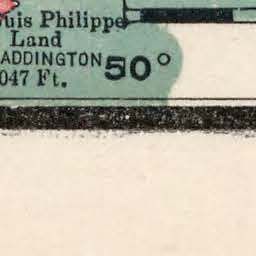 uis Philippe
Land
ADDINGTON 50°
047 Ft.